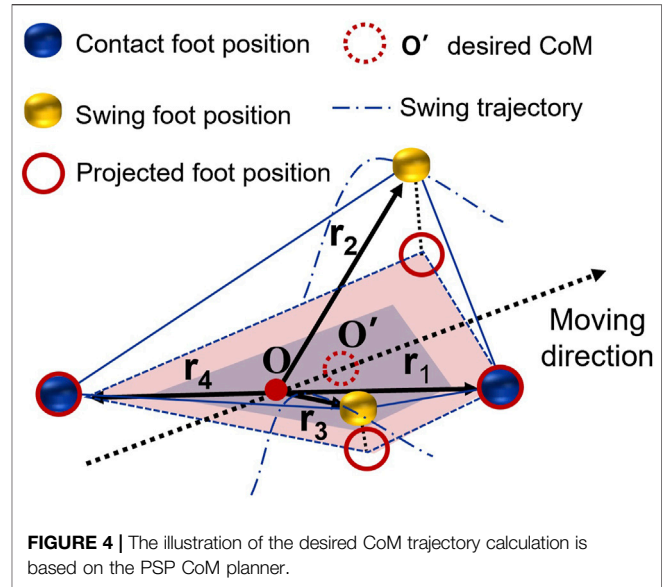 Contact foot position
O′ desired CoM
Swing foot position
Swing trajectory
Projected foot position
r2
O′
Moving direction
O
r4
r1
r3
FIGURE 4 | The illustration of the desired CoM trajectory calculation is
based on the PSP CoM planner.